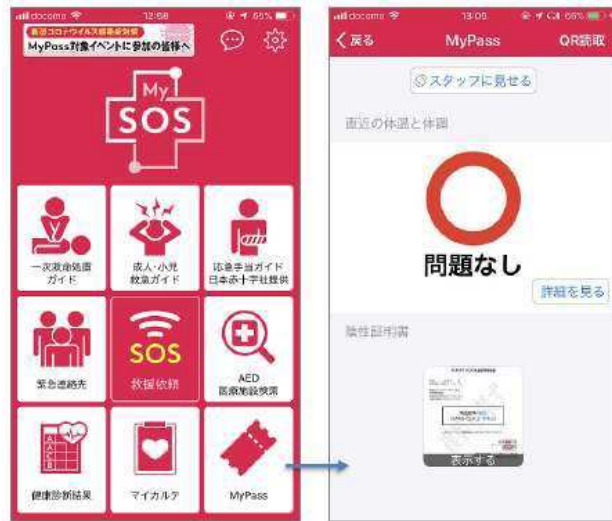 docomo
12:58
65%
新型コロナウイルス感染症対策
MyPass対象イベントに参加の皆様へ
My
SOS
一次救命処置
ガイド
成人・小児
救急ガイド
応急手当ガイド
日本赤十字社提供
緊急連絡先
SOS
救援依頼
AED
医療施設検索
健康診断結果
マイカルテ
MyPass
docomo
13:05
66%
戻る
MyPass
QR読取
スタッフに見せる
直近の体温と体調
問題なし
詳細を見る
陰性証明書
表示する